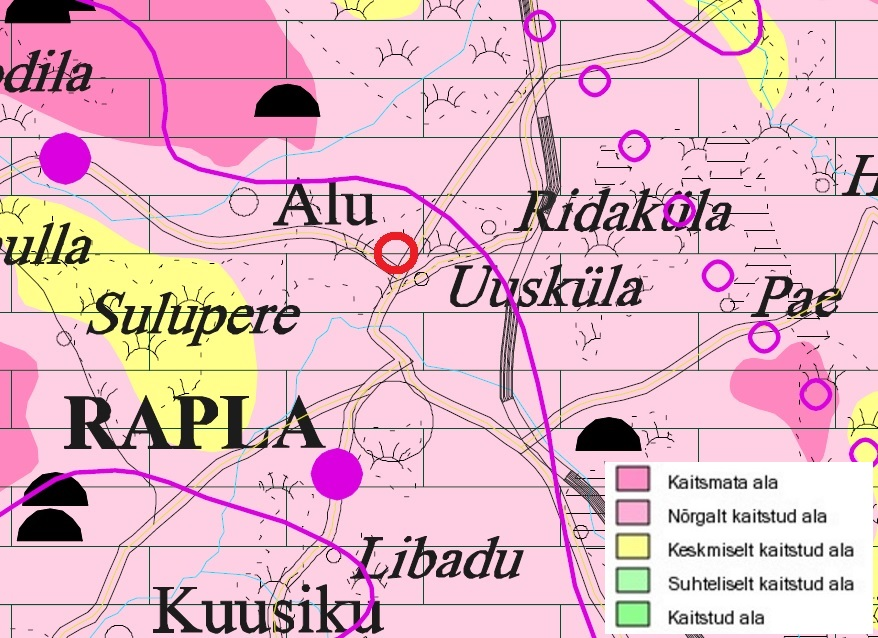 odila
Alu
Ridaküla
H
ulla
Uusküla
Pae
Sulupere
RAPLA
Libadu
Kuusiku
Kaitsmata ala
Nõrgalt kaitstud ala
Keskmiselt kaitstud ala
Suhteliselt kaitstud ala
Kaitstud ala